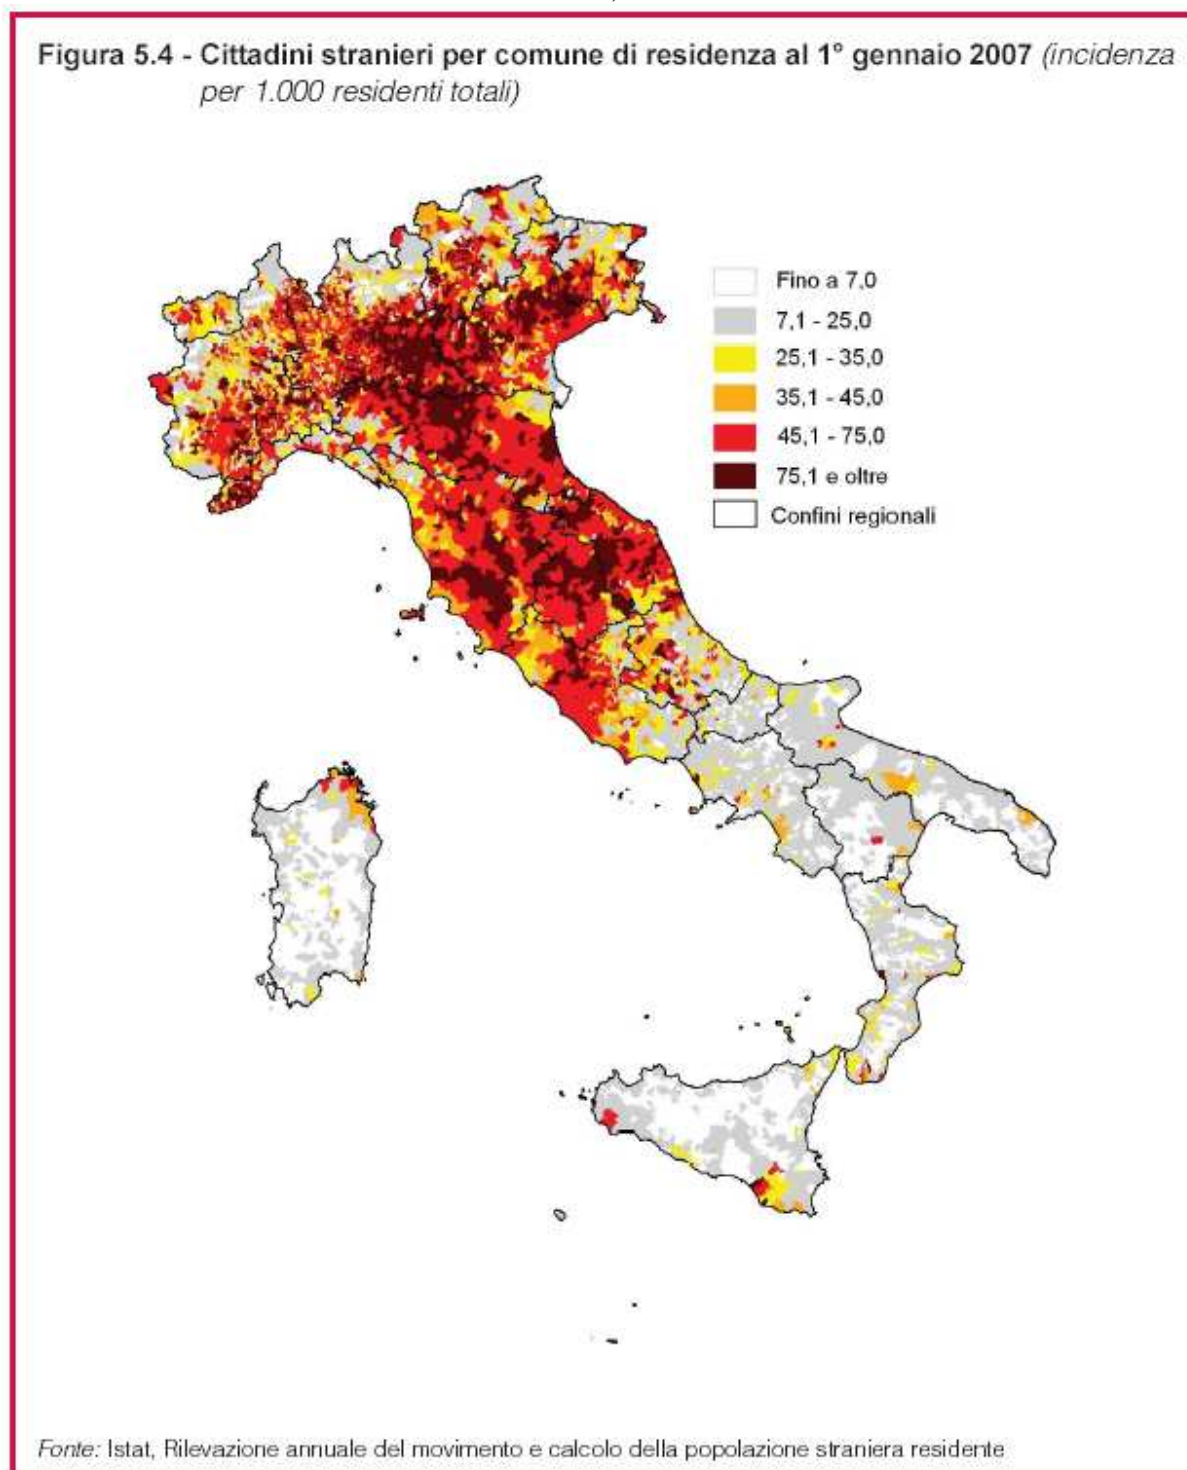 Figura 5.4 - Cittadini stranieri per comune di residenza al 1° gennaio 2007 (incidenza
per 1.000 residenti totali)
Fino a 7,0
7,1 - 25,0
25,1 - 35,0
35,1 - 45,0
45,1 - 75,0
75,1 e oltre
Confini regionali
Fonte: Istat, Rilevazione annuale del movimento e calcolo della popolazione straniera residente